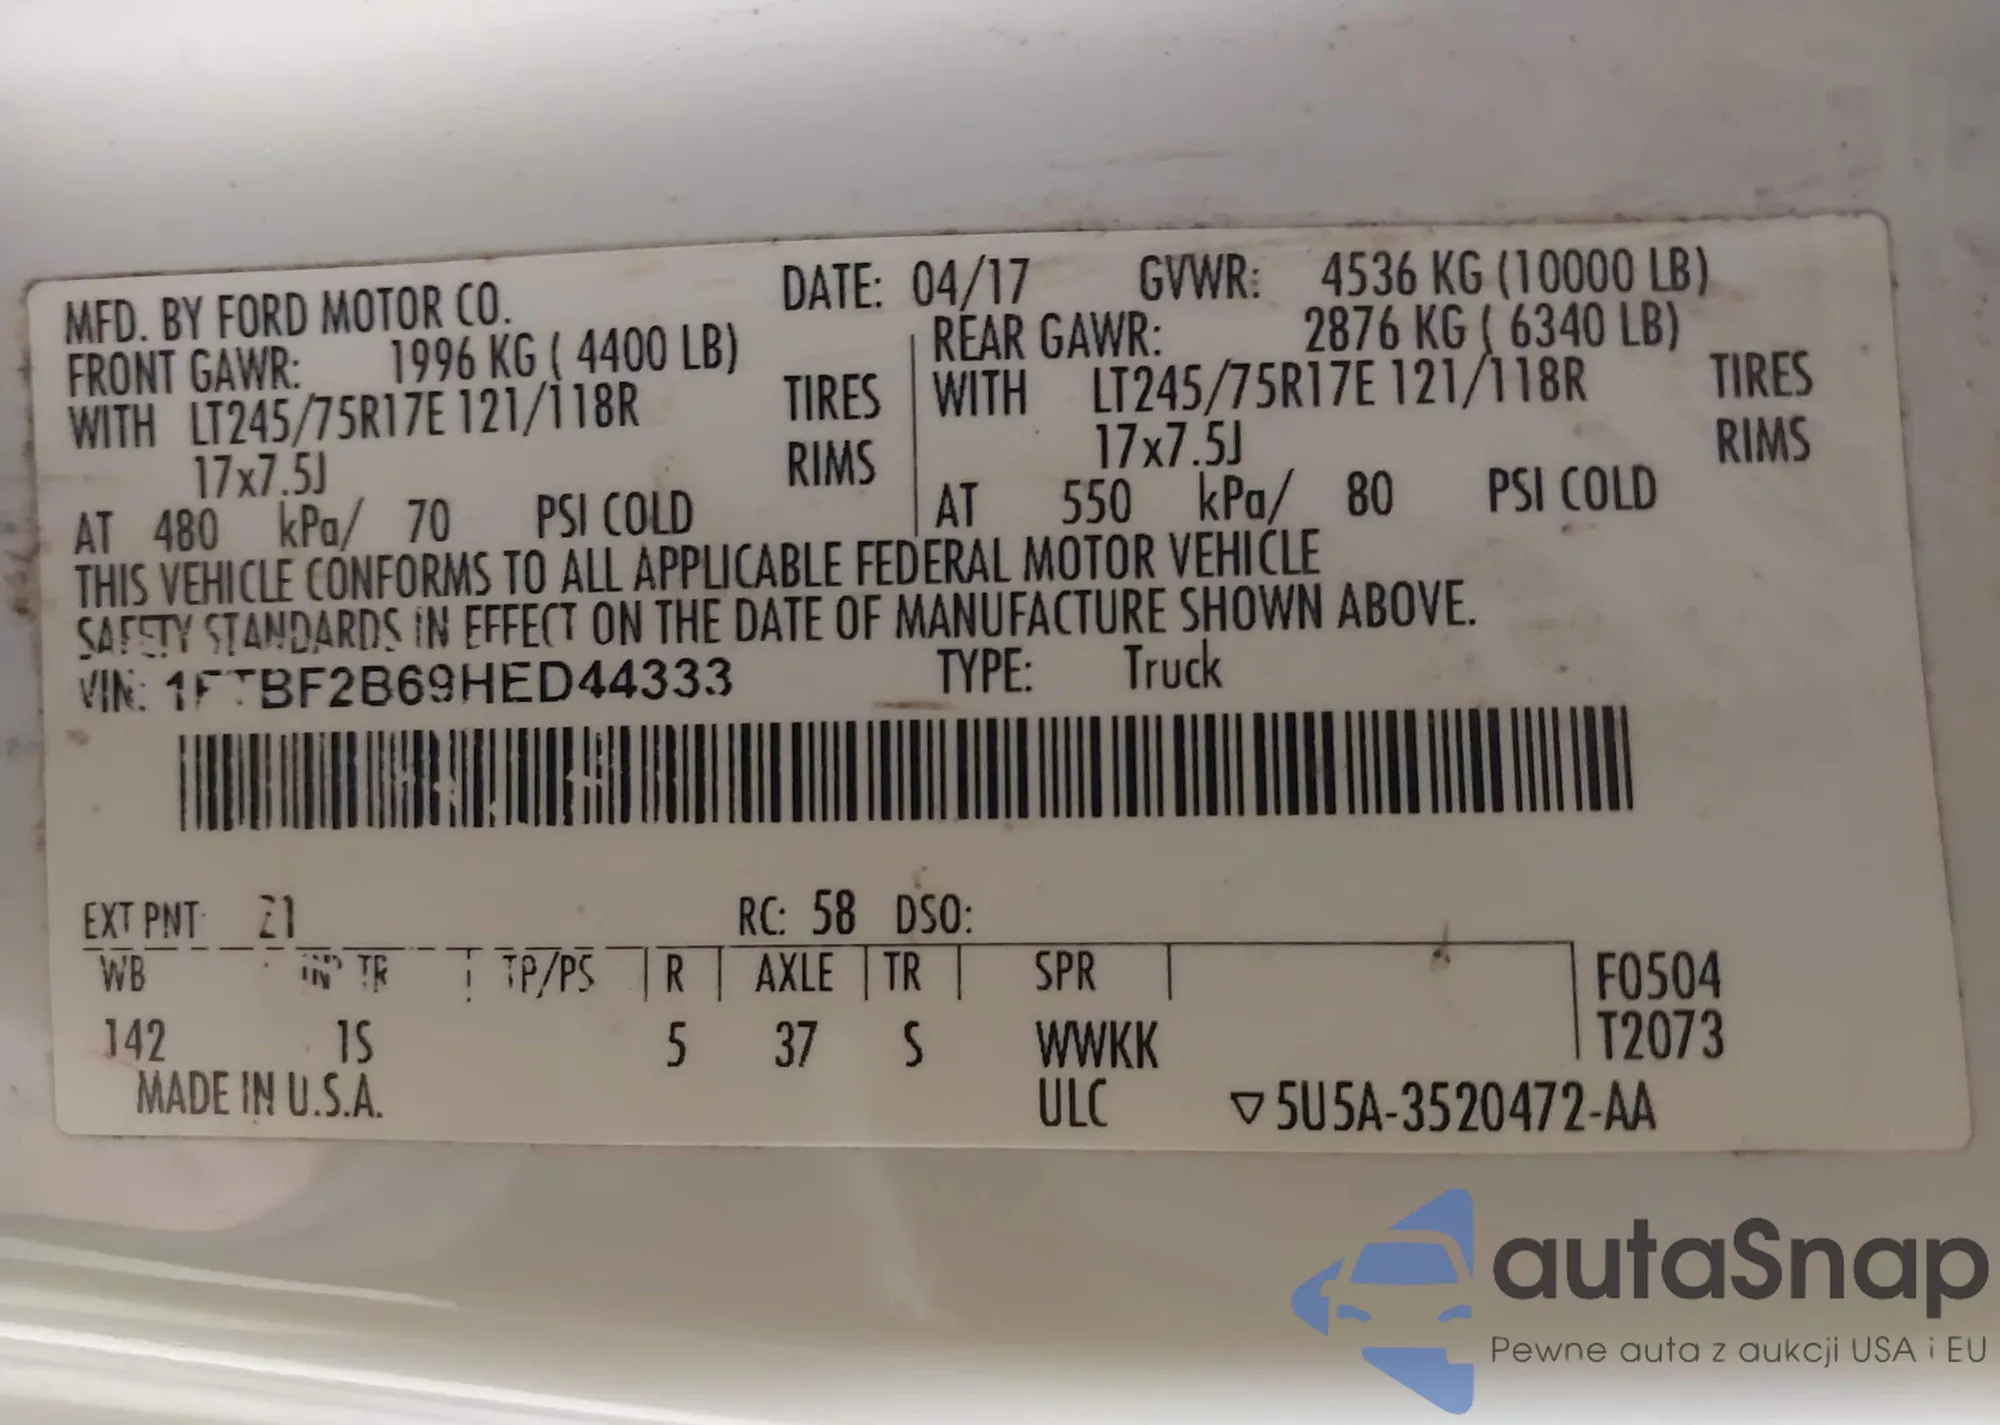 MFD. BY FORD MOTOR CO. DATE: 04/17 GVWR: 4536 KG (10000 LB)
FRONT GAWR: 1996 KG ( 4400 LB) REAR GAWR: 2876 KG ( 6340 LB)
WITH LT245/75R17E 121/118R TIRES WITH LT245/75R17E 121/118R TIRES
17x7.5J RIMS 17x7.5J RIMS
AT 480 kPa/ 70 PSI COLD AT 550 kPa/ 80 PSI COLD
THIS VEHICLE CONFORMS TO ALL APPLICABLE FEDERAL MOTOR VEHICLE
SAFETY STANDARDS IN EFFECT ON THE DATE OF MANUFACTURE SHOWN ABOVE.
VIN: 1FTBF2B69HED44333 TYPE: Truck
EXT PNT: Z1 RC: 58 DSO:
WB INT TR TP/PS R AXLE TR SPR F0504
142 1S 5 37 S WWKK T2073
MADE IN U.S.A. ULC ▽5U5A-3520472-AA
autaSnap
Pewne auta z aukcji USA i EU